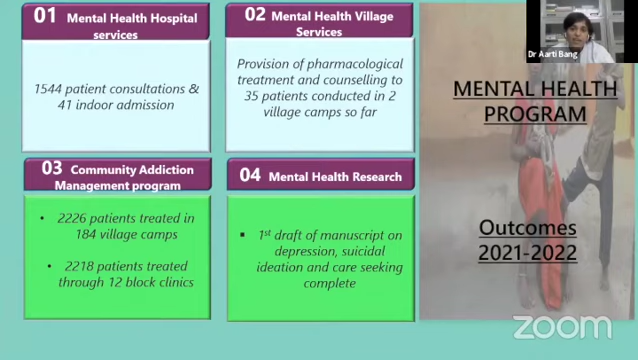 01 Mental Health Hospital
services
1544 patient consultations &
41 indoor admission
02 Mental Health Village
Services
Provision of pharmacological
treatment and counselling to
35 patients conducted in 2
village camps so far
03 Community Addiction
Management program
• 2226 patients treated in
184 village camps
• 2218 patients treated
through 12 block clinics
04 Mental Health Research
▪ 1st draft of manuscript on
depression, suicidal
ideation and care seeking
complete
Dr Aarti Bang
MENTAL HEALTH
PROGRAM
Outcomes
2021-2022
zoom